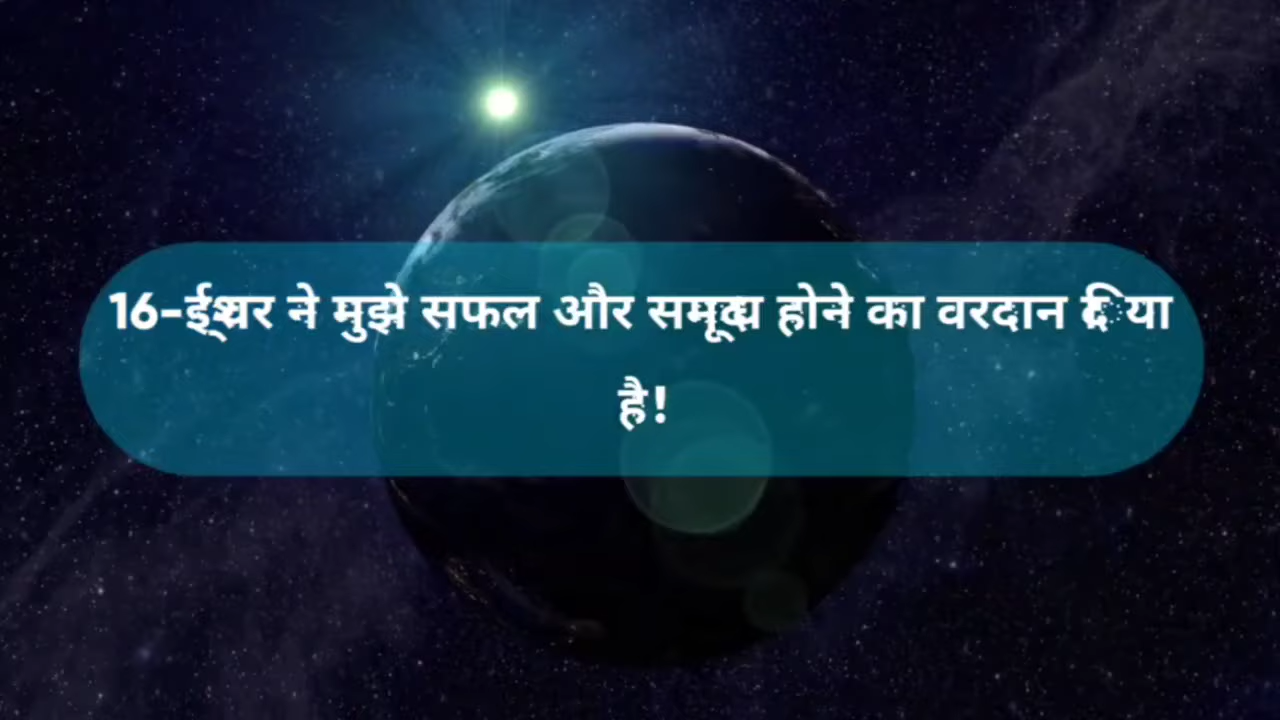 16-ईश्वर ने मुझे सफल और समृद्ध होने का वरदान दिया
है!